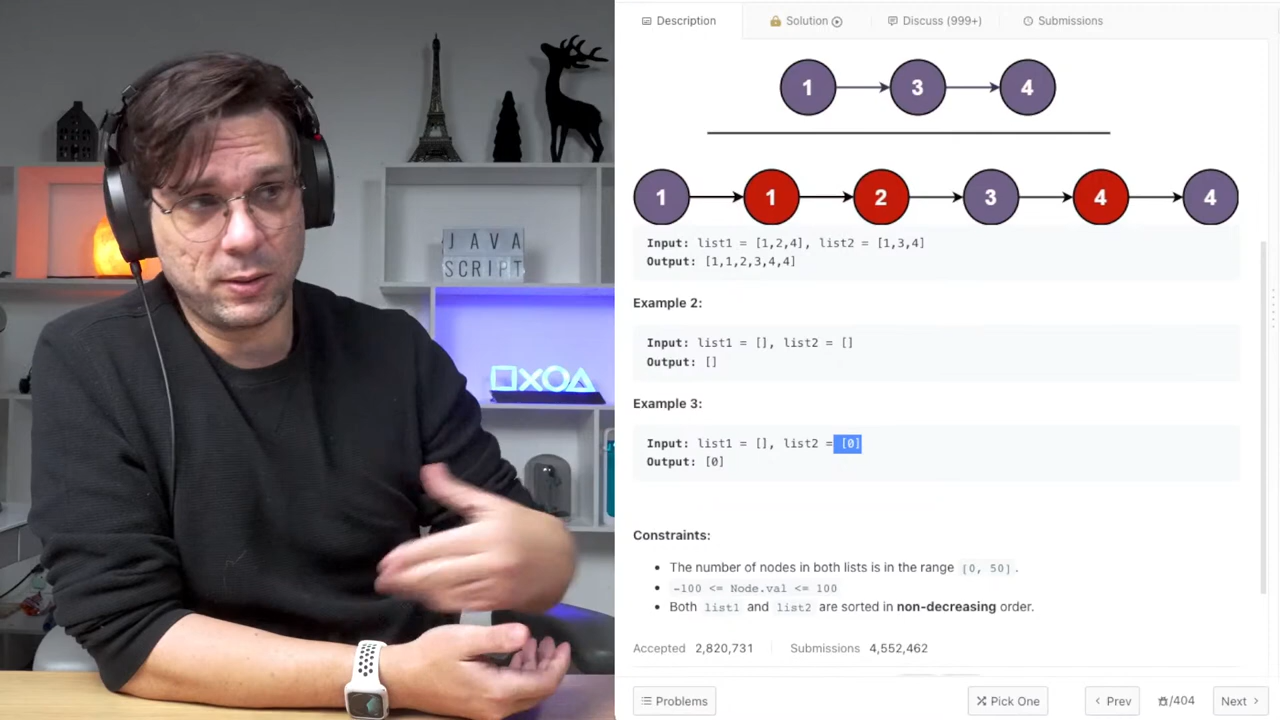 JAVA
SCRIPT
Description
Solution
Discuss (999+)
Submissions
1 3 4
1 1 2 3 4 4
Input: list1 = [1,2,4], list2 = [1,3,4]
Output: [1,1,2,3,4,4]
Example 2:
Input: list1 = [], list2 = []
Output: []
Example 3:
Input: list1 = [], list2 = [0]
Output: [0]
Constraints:
The number of nodes in both lists is in the range [0, 50].
-100 <= Node.val <= 100
Both list1 and list2 are sorted in non-decreasing order.
Accepted 2,820,731
Submissions 4,552,462
Problems
Pick One
Prev
/404
Next